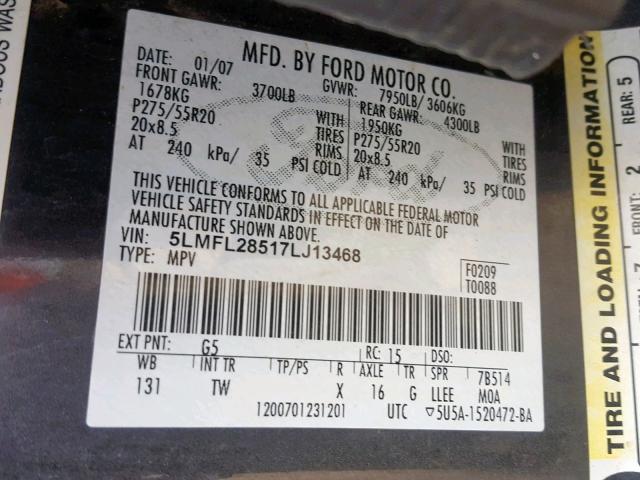 MFD. BY FORD MOTOR CO.
DATE: 01/07 GVWR: 7950LB/ 3606KG
FRONT GAWR: 3700LB REAR GAWR: 4300LB
1678KG 1950KG
P275/55R20 WITH TIRES P275/55R20 WITH TIRES
20x8.5 RIMS 20x8.5 RIMS
AT 240 kPa/ 35 PSI COLD AT 240 kPa/ 35 PSI COLD
Ford
THIS VEHICLE CONFORMS TO ALL APPLICABLE FEDERAL MOTOR
VEHICLE SAFETY STANDARDS IN EFFECT ON THE DATE OF
MANUFACTURE SHOWN ABOVE.
VIN: 5LMFL28517LJ13468
TYPE: MPV
F0209
T0088
EXT PNT: G5 RC: 15 DSO:
WB INT TR TP/PS R AXLE TR SPR 7B514
131 TW X 16 G LLEE MOA
1200701231201 UTC ▽5U5A-1520472-BA
TIRE AND LOADING INFORMATION
FRONT: 2 REAR: 5